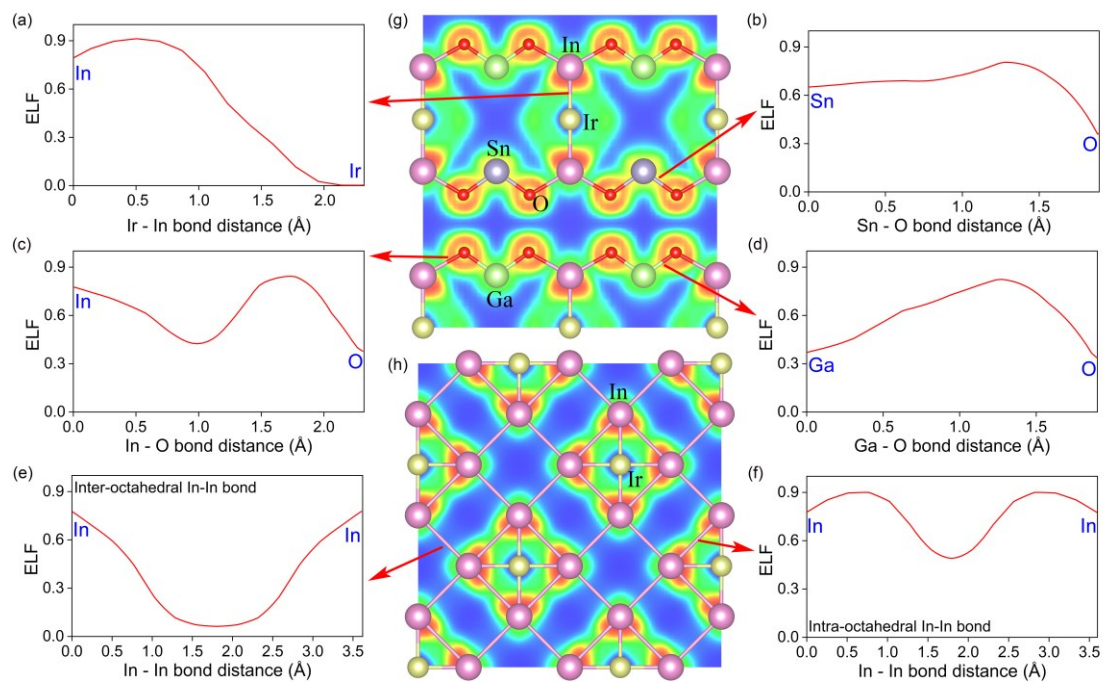 (a)
ELF
0.9
0.6
0.3
0.0
In
Ir
0.0 0.5 1.0 1.5 2.0
Ir - In bond distance (Å)
(g)
In
Ir
Sn
O
Ga
(b)
ELF
0.9
0.6
0.3
0.0
Sn
O
0.0 0.5 1.0 1.5
Sn - O bond distance (Å)
(c)
ELF
0.9
0.6
0.3
0.0
In
O
0.0 0.5 1.0 1.5 2.0
In - O bond distance (Å)
(d)
ELF
0.9
0.6
0.3
0.0
Ga
O
0.0 0.5 1.0 1.5
Ga - O bond distance (Å)
(e)
Inter-octahedral In-In bond
ELF
0.9
0.6
0.3
0.0
In
In
0.0 0.5 1.0 1.5 2.0 2.5 3.0 3.5
In - In bond distance (Å)
(h)
In
Ir
(f)
ELF
0.9
0.6
0.3
0.0
In
In
Intra-octahedral In-In bond
0.0 0.5 1.0 1.5 2.0 2.5 3.0 3.5
In - In bond distance (Å)